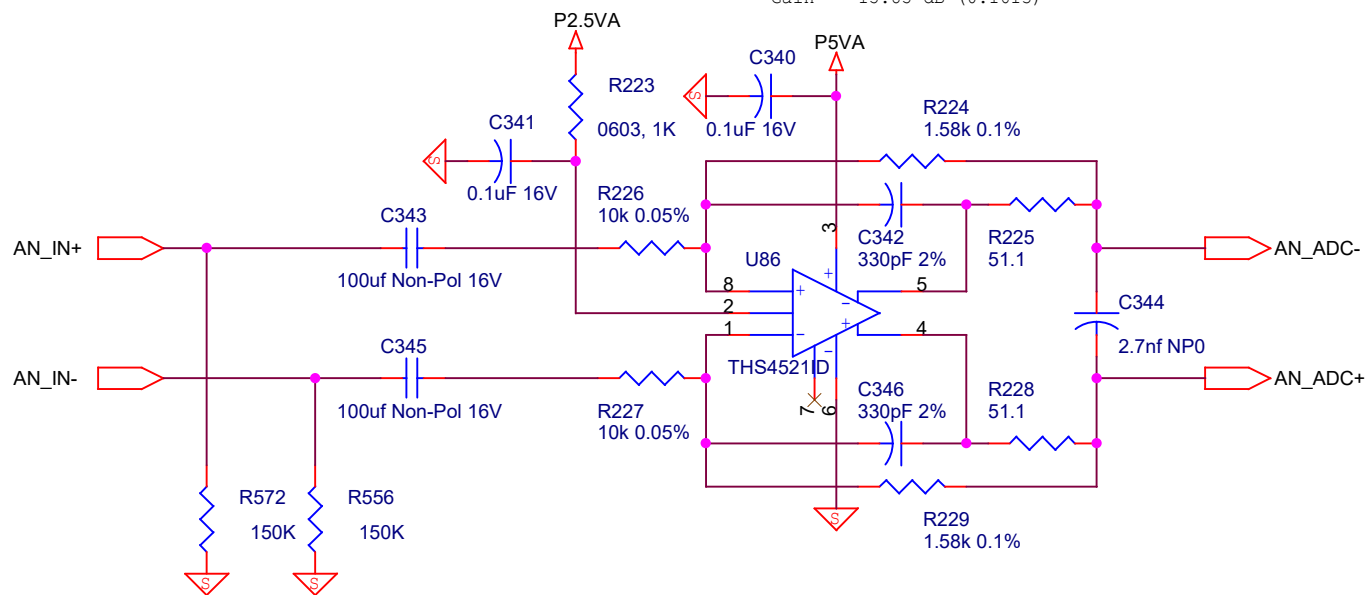 P2.5VA
P5VA
C340
0.1uF 16V
R223
0603, 1K
C341
0.1uF 16V
R224
1.58k 0.1%
R226
10k 0.05%
C343
100uf Non-Pol 16V
AN_IN+
C342
330pF 2%
R225
51.1
AN_ADC-
U86
3
8
2
1
5
4
7
6
THS4521ID
C344
2.7nf NP0
AN_IN-
C345
100uf Non-Pol 16V
R227
10k 0.05%
C346
330pF 2%
R228
51.1
AN_ADC+
R229
1.58k 0.1%
R572
150K
R556
150K
S
S
S
S
S